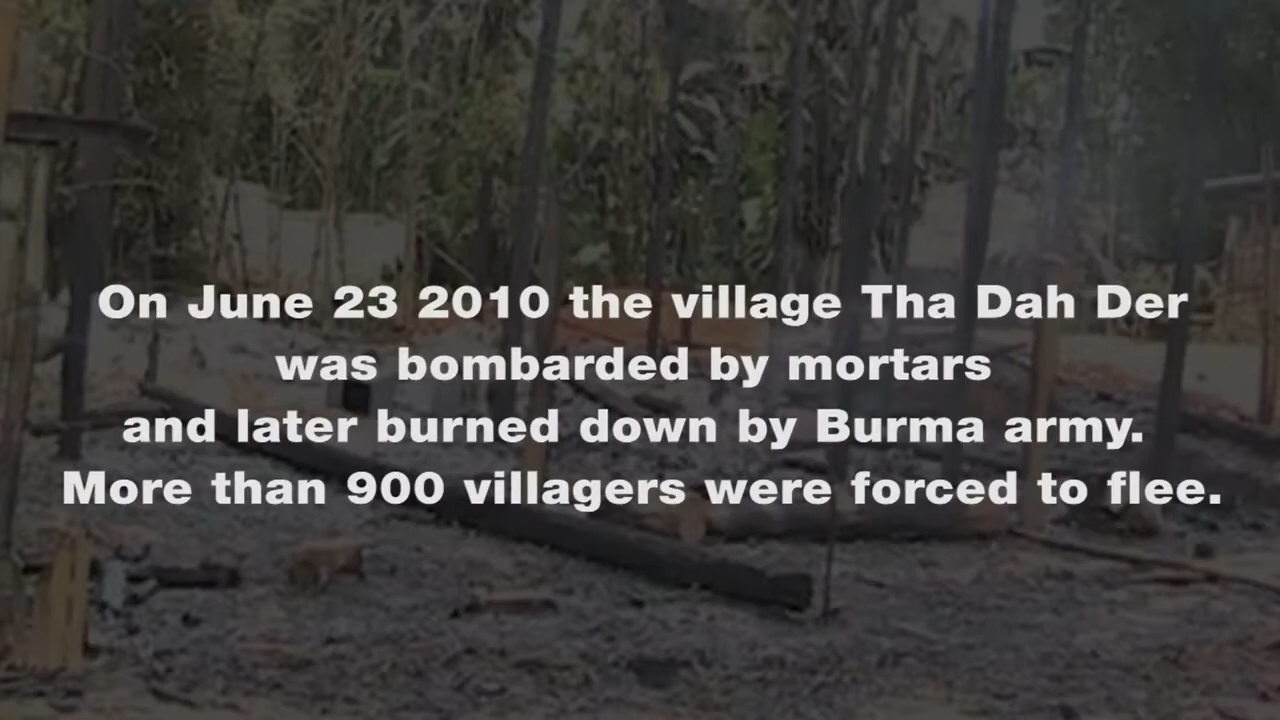 On June 23 2010 the village Tha Dah Der
was bombarded by mortars
and later burned down by Burma army.
More than 900 villagers were forced to flee.